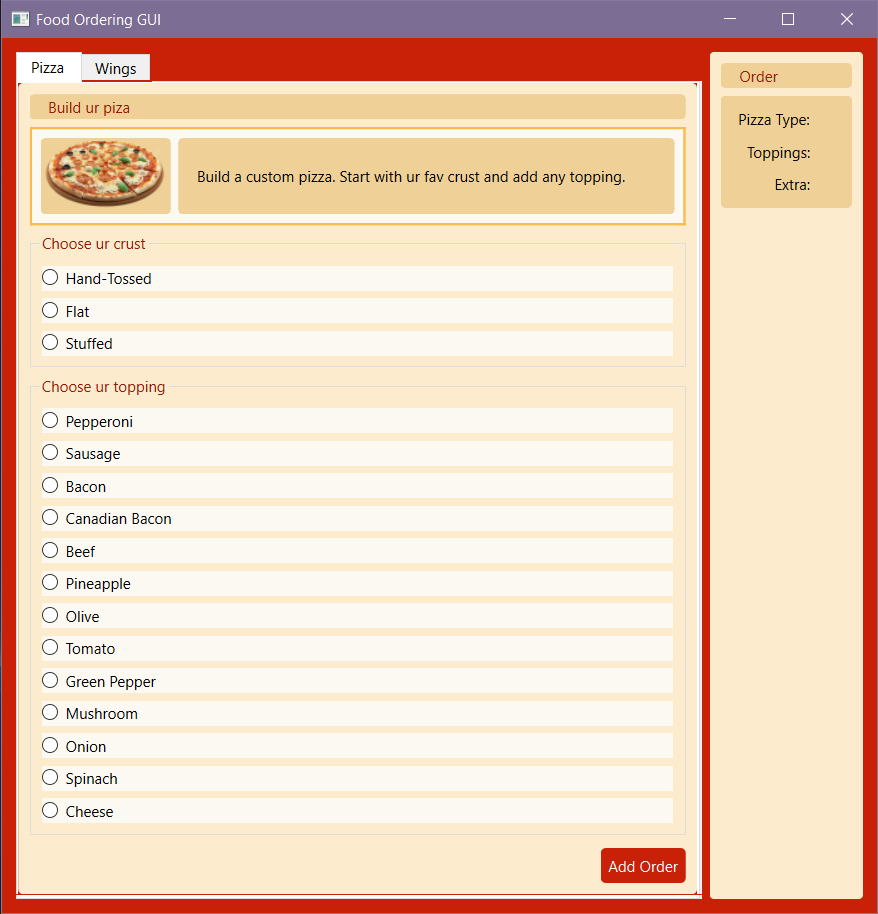 Food Ordering GUI
Pizza
Wings
Build ur piza
Build a custom pizza. Start with ur fav crust and add any topping.
Choose ur crust
Hand-Tossed
Flat
Stuffed
Choose ur topping
Pepperoni
Sausage
Bacon
Canadian Bacon
Beef
Pineapple
Olive
Tomato
Green Pepper
Mushroom
Onion
Spinach
Cheese
Add Order
Order
Pizza Type:
Toppings:
Extra: